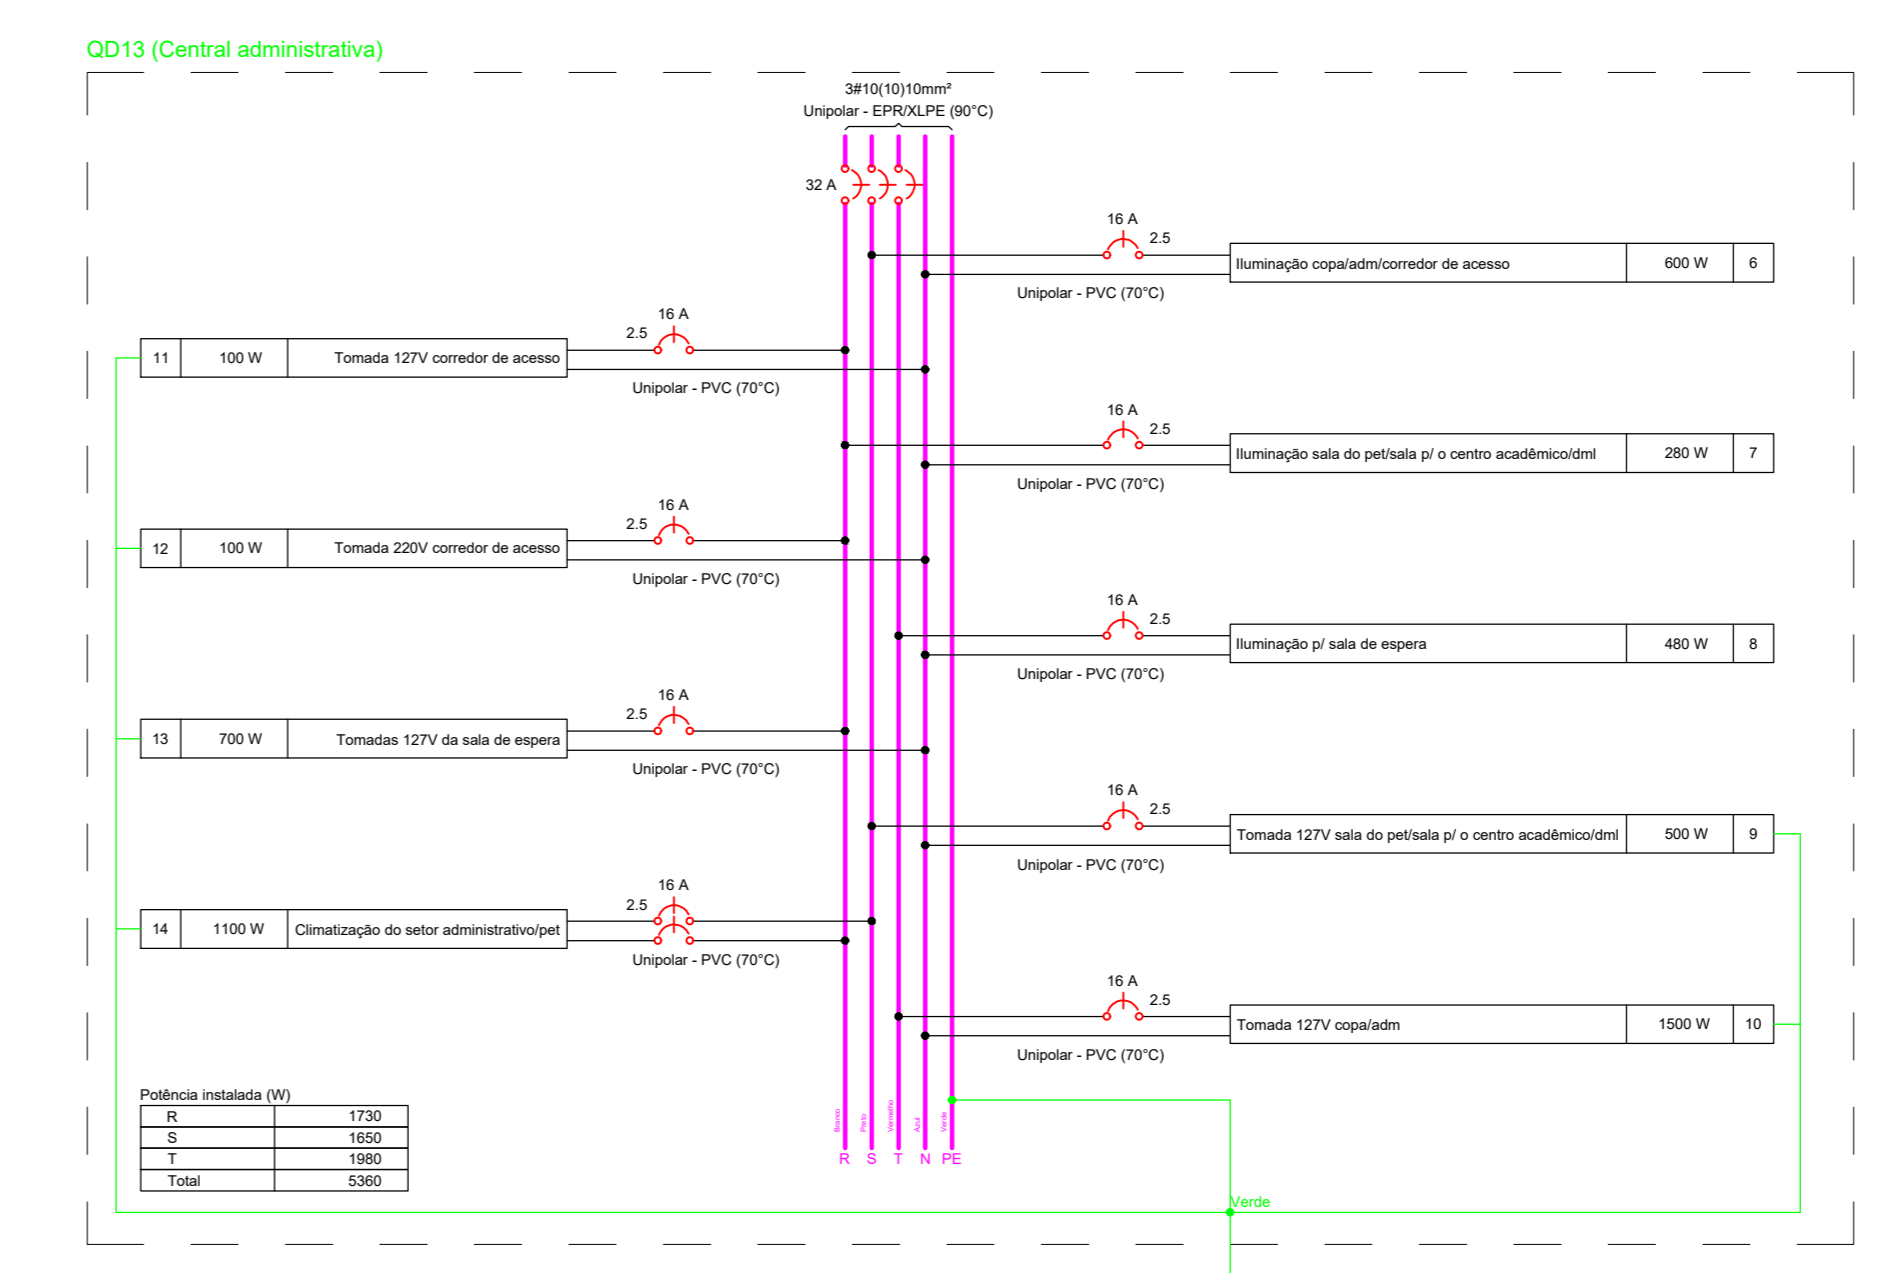 QD13 (Central administrativa)
3#10(10)10mm²
Unipolar - EPR/XLPE (90°C)
32 A
16 A
2.5
Iluminação copa/adm/corredor de acesso 600 W 6
Unipolar - PVC (70°C)
16 A
2.5
11 100 W Tomada 127V corredor de acesso
Unipolar - PVC (70°C)
16 A
2.5
Iluminação sala do pet/sala p/ o centro acadêmico/dml 280 W 7
Unipolar - PVC (70°C)
16 A
2.5
12 100 W Tomada 220V corredor de acesso
Unipolar - PVC (70°C)
16 A
2.5
Iluminação p/ sala de espera 480 W 8
Unipolar - PVC (70°C)
16 A
2.5
13 700 W Tomadas 127V da sala de espera
Unipolar - PVC (70°C)
16 A
2.5
Tomada 127V sala do pet/sala p/ o centro acadêmico/dml 500 W 9
Unipolar - PVC (70°C)
16 A
2.5
14 1100 W Climatização do setor administrativo/pet
Unipolar - PVC (70°C)
16 A
2.5
Tomada 127V copa/adm 1500 W 10
Unipolar - PVC (70°C)
Potência instalada (W)
R 1730
S 1650
T 1980
Total 5360
Branco
Preto
Vermelho
Azul
Verde
R S T N PE
Verde